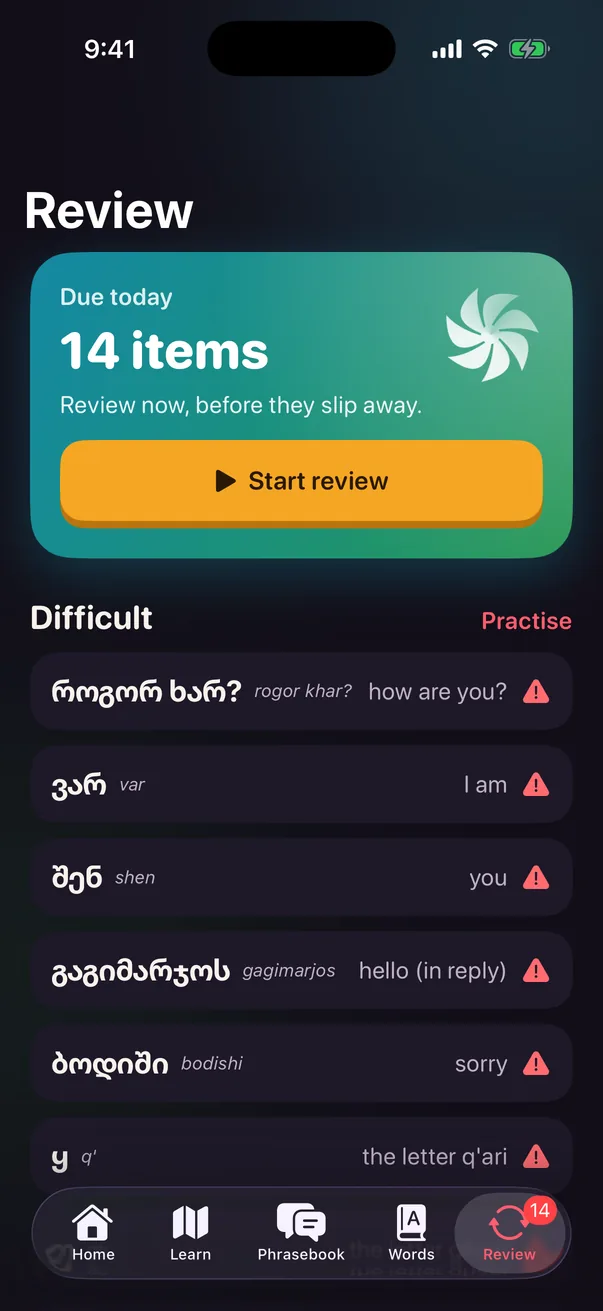 9:41
Review
Due today
14 items
Review now, before they slip away.
Start review
Difficult Practise
როგორ ხარ? rogor khar? how are you?
ვარ var I am
შენ shen you
გაგიმარჯოს gagimarjos hello (in reply)
ბოდიში bodishi sorry
ყ q' the letter q'ari
14
Home Learn Phrasebook Words Review